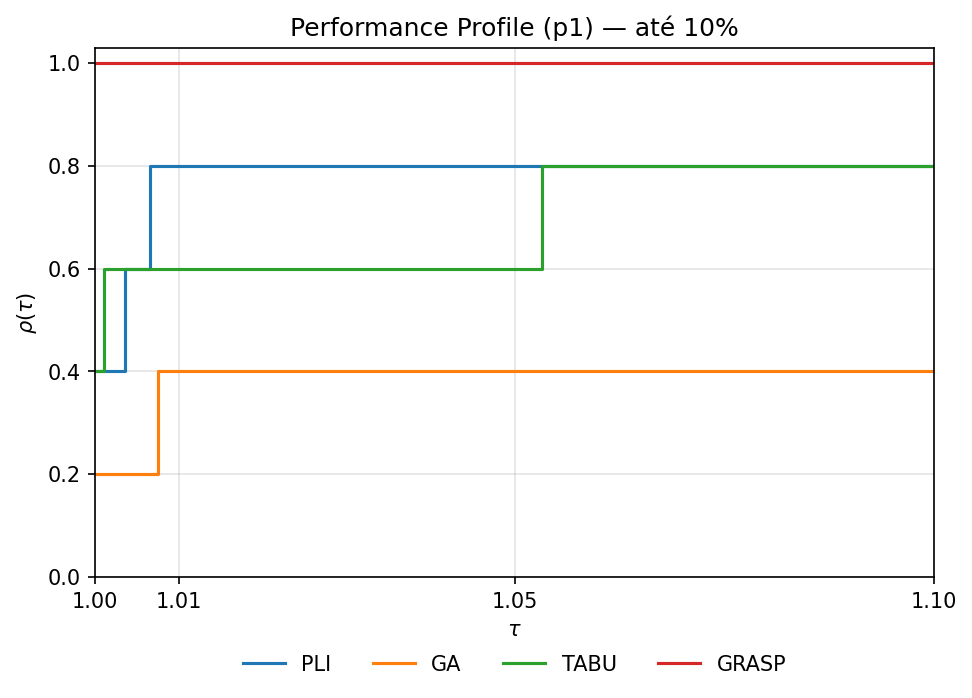 Performance Profile (p1) — até 10%
1.0
0.8
0.6
0.4
0.2
0.0
ρ(τ)
1.00 1.01 1.05 1.10
τ
PLI GA TABU GRASP